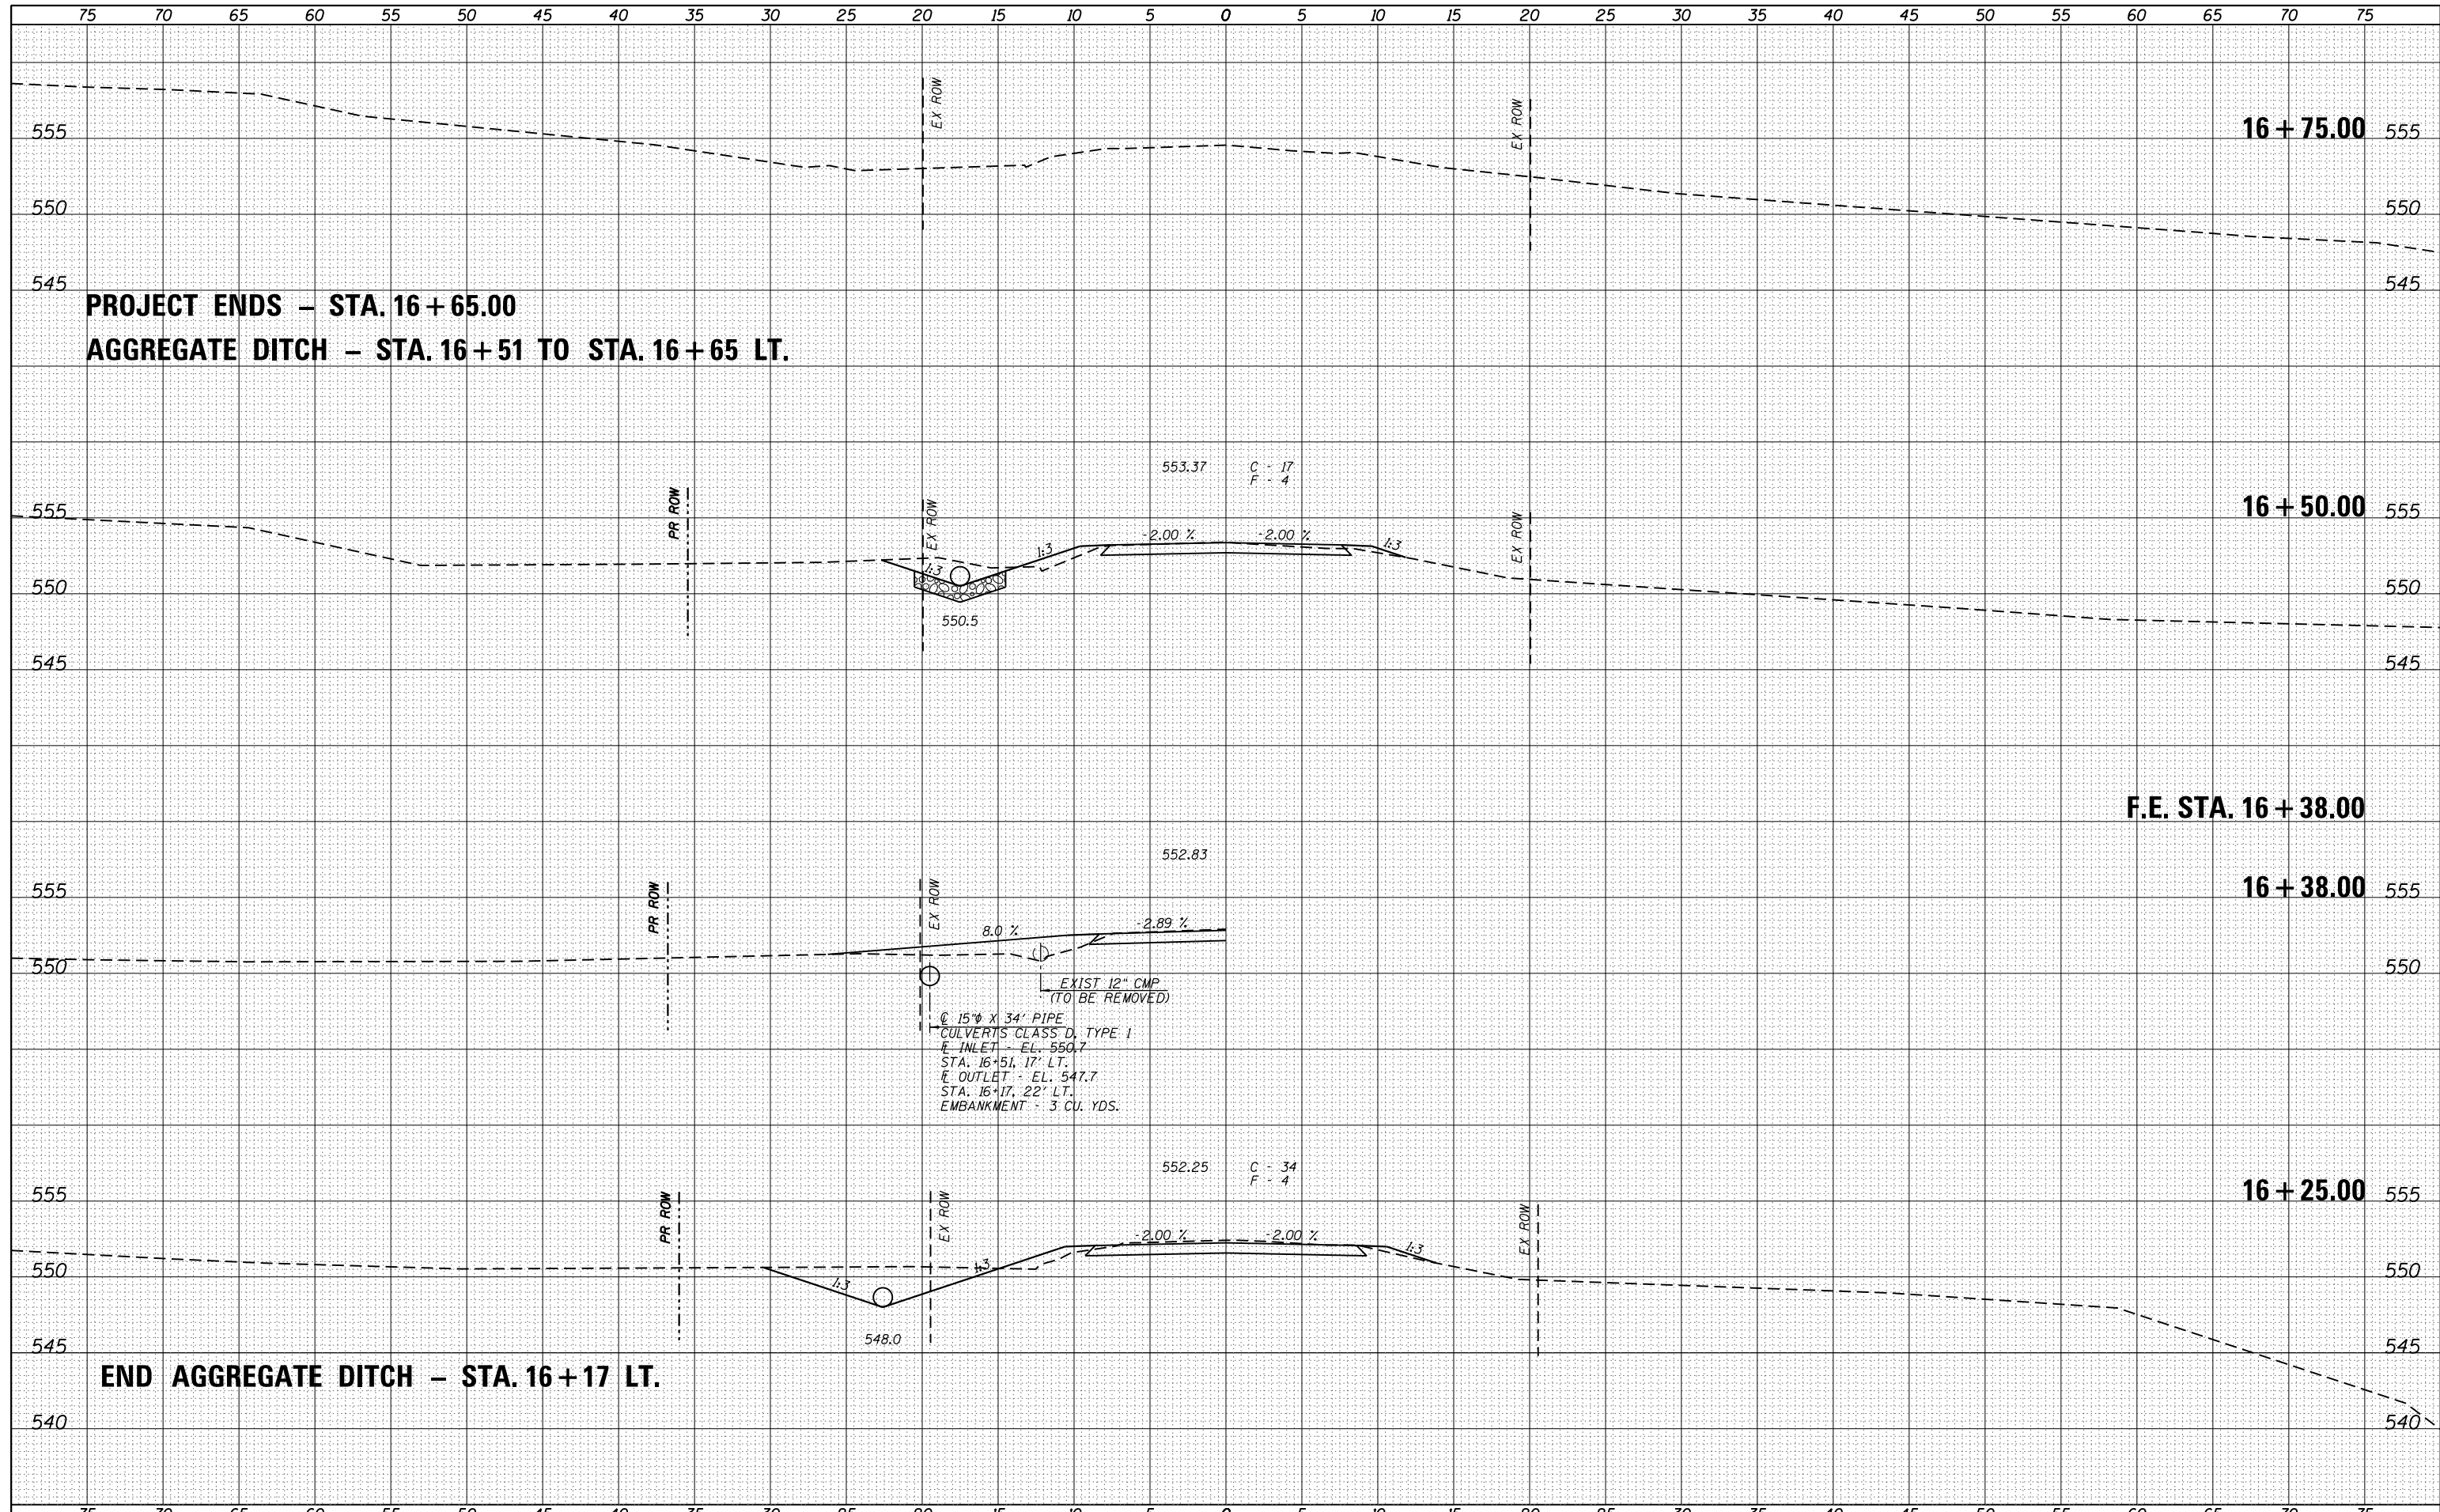 75 70 65 60 55 50 45 40 35 30 25 20 15 10 5 0 5 10 15 20 25 30 35 40 45 50 55 60 65 70 75
EX ROW
EX ROW
16+75.00
555 555
550 550
545 545
PROJECT ENDS – STA. 16+65.00
AGGREGATE DITCH – STA. 16+51 TO STA. 16+65 LT.
553.37 C - 17
F - 4
PR ROW
EX ROW
EX ROW
16+50.00
555 555
1:3 -2.00 % -2.00 % 1:3
1:3
550 550
550.5
545 545
F.E. STA. 16+38.00
552.83
PR ROW
EX ROW
16+38.00
555 555
8.0 % -2.89 %
550 550
EXIST 12" CMP
(TO BE REMOVED)
℄ 15"ϕ X 34' PIPE
CULVERTS CLASS D, TYPE 1
FL INLET - EL. 550.7
STA. 16+51, 17' LT.
FL OUTLET - EL. 547.7
STA. 16+17, 22' LT.
EMBANKMENT - 3 CU. YDS.
552.25 C - 34
F - 4
PR ROW
EX ROW
EX ROW
16+25.00
555 555
-2.00 % -2.00 %
1:3 1:3 1:3
550 550
548.0
545 545
END AGGREGATE DITCH – STA. 16+17 LT.
540 540
75 70 65 60 55 50 45 40 35 30 25 20 15 10 5 0 5 10 15 20 25 30 35 40 45 50 55 60 65 70 75